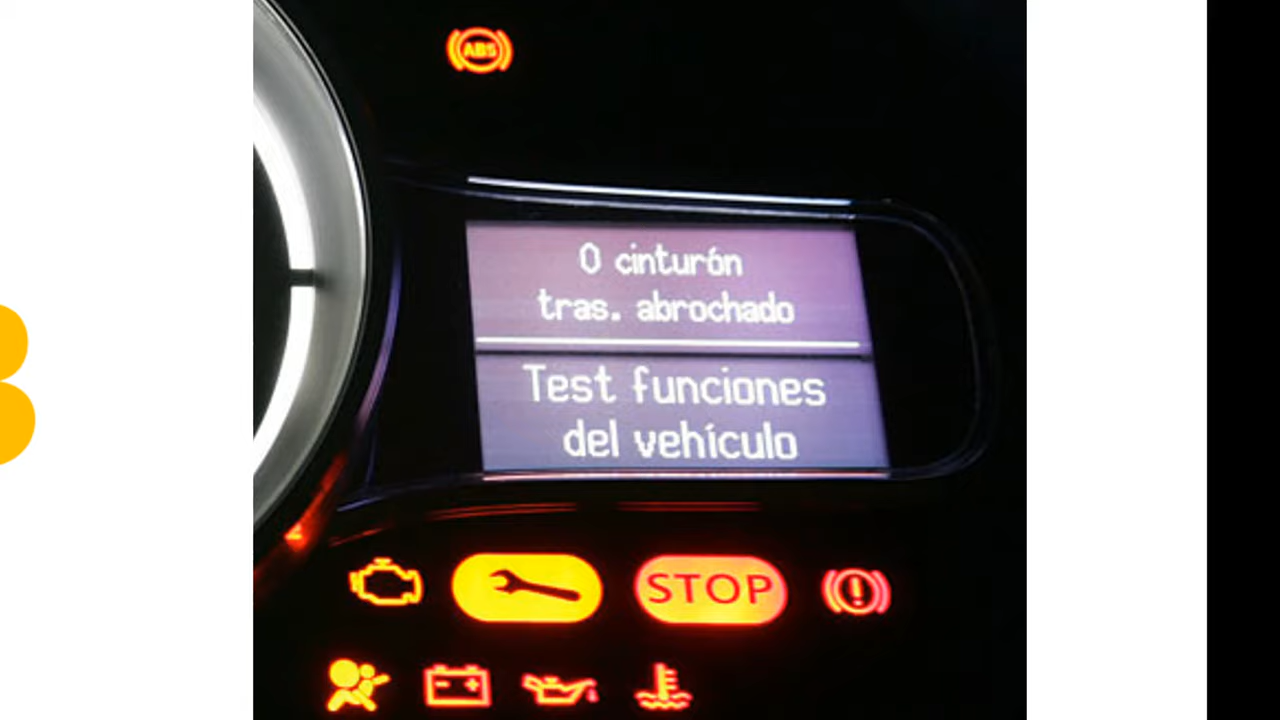 ABS
0 cinturón
tras. abrochado
Test funciones
del vehículo
STOP